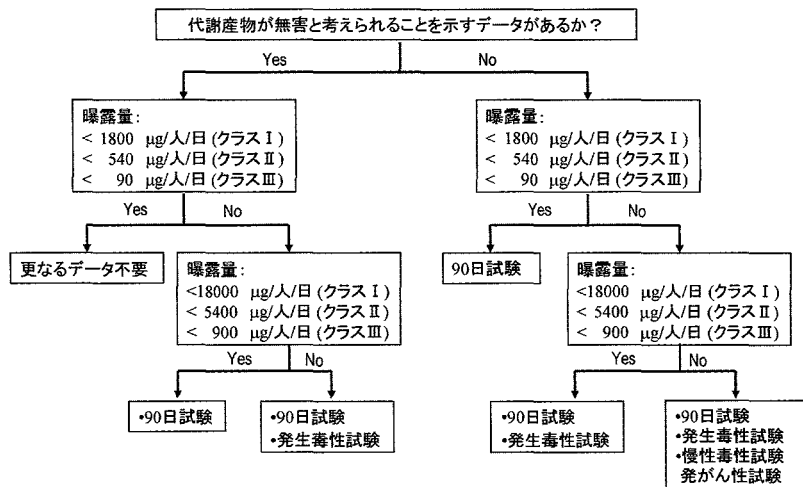 代謝産物が無害と考えられることを示すデータがあるか？
Yes
No
曝露量：
< 1800 μg/人/日 (クラスⅠ)
< 540 μg/人/日 (クラスⅡ)
< 90 μg/人/日 (クラスⅢ)
曝露量：
< 1800 μg/人/日 (クラスⅠ)
< 540 μg/人/日 (クラスⅡ)
< 90 μg/人/日 (クラスⅢ)
Yes
No
Yes
No
更なるデータ不要
曝露量：
<18000 μg/人/日 (クラスⅠ)
< 5400 μg/人/日 (クラスⅡ)
< 900 μg/人/日 (クラスⅢ)
90日試験
曝露量：
<18000 μg/人/日 (クラスⅠ)
< 5400 μg/人/日 (クラスⅡ)
< 900 μg/人/日 (クラスⅢ)
Yes
No
Yes
No
•90日試験
•90日試験
•発生毒性試験
•90日試験
•発生毒性試験
•90日試験
•発生毒性試験
•慢性毒性試験
発がん性試験